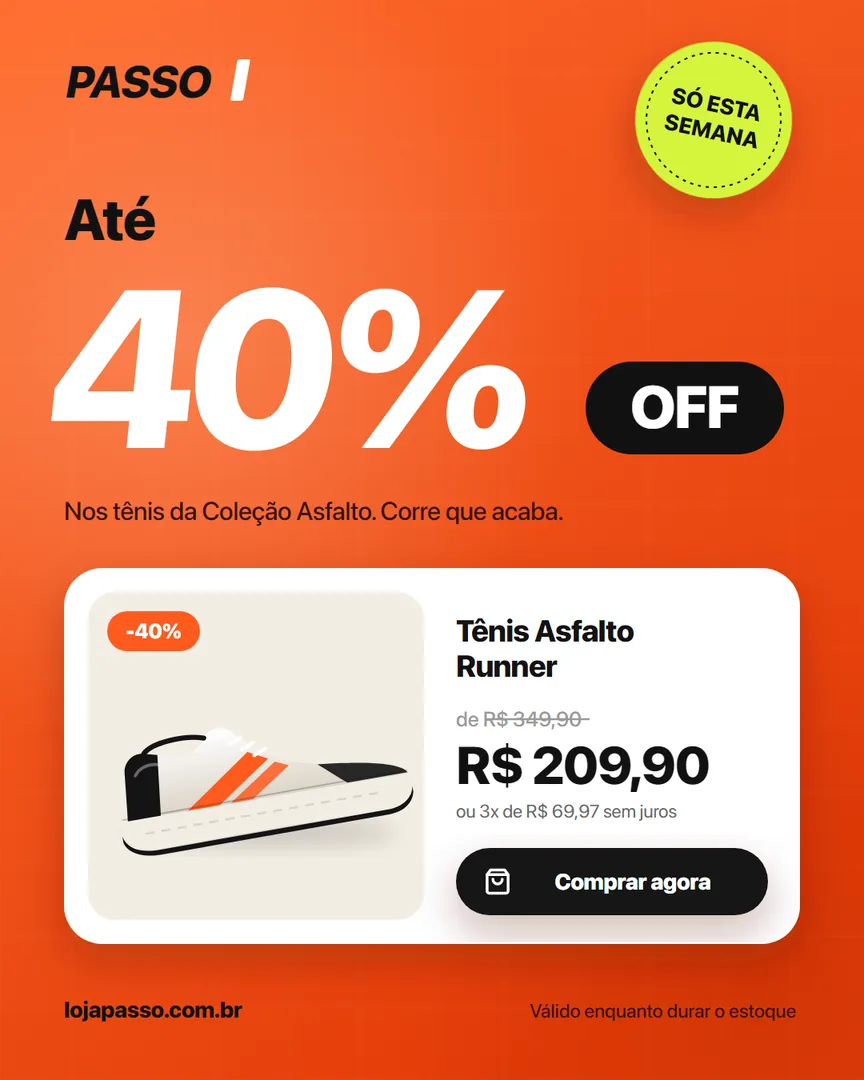 PASSO
SÓ ESTA
SEMANA
Até
40%
OFF
Nos tênis da Coleção Asfalto. Corre que acaba.
-40%
Tênis Asfalto
Runner
de R$ 349,90
R$ 209,90
ou 3x de R$ 69,97 sem juros
Comprar agora
lojapasso.com.br
Válido enquanto durar o estoque